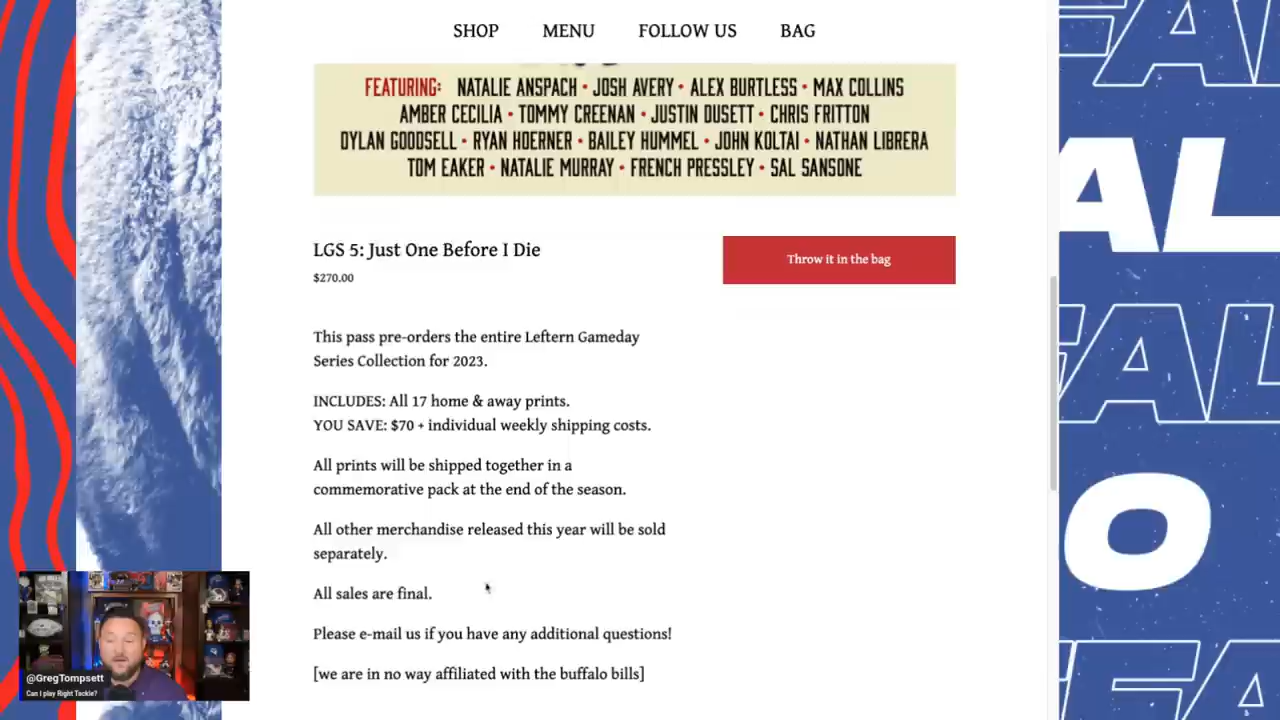 SHOP MENU FOLLOW US BAG
FEATURING: NATALIE ANSPACH • JOSH AVERY • ALEX BURTLESS • MAX COLLINS
AMBER CECILIA • TOMMY CREENAN • JUSTIN DUSETT • CHRIS FRITTON
DYLAN GOODSELL • RYAN HOERNER • BAILEY HUMMEL • JOHN KOLTAI • NATHAN LIBRERA
TOM EAKER • NATALIE MURRAY • FRENCH PRESSLEY • SAL SANSONE
LGS 5: Just One Before I Die
$270.00
Throw it in the bag
This pass pre-orders the entire Leftern Gameday
Series Collection for 2023.
INCLUDES: All 17 home & away prints.
YOU SAVE: $70 + individual weekly shipping costs.
All prints will be shipped together in a
commemorative pack at the end of the season.
All other merchandise released this year will be sold
separately.
All sales are final.
Please e-mail us if you have any additional questions!
[we are in no way affiliated with the buffalo bills]
@GregTompsett
Can I play Right Tackle?